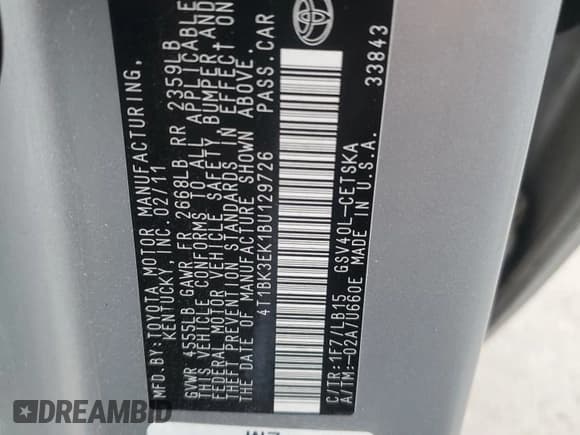 MFD.BY:TOYOTA MOTOR MANUFACTURING,
KENTUCKY,INC. 02/11
GVWR 4555LB GAWR FR 2668LB RR 2359LB
THIS VEHICLE CONFORMS TO ALL APPLICABLE
FEDERAL MOTOR VEHICLE SAFETY, BUMPER,AND
THEFT PREVENTION STANDARDS IN EFFECT ON
THE DATE OF MANUFACTURE SHOWN ABOVE.
4T1BK3EK1BU129726 PASS.CAR
C/TR:1F7/LB15 GSV40L-CETSKA
A/TM:-02A/U660E MADE IN U.S.A.
33843
TOYOTA
DREAMBID